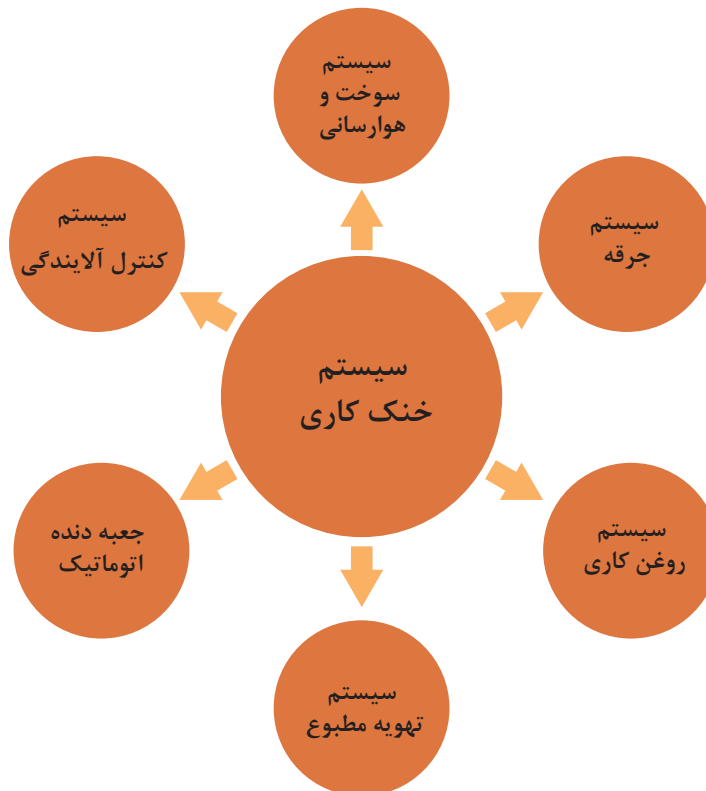 سیستم
سوخت و
هوارسانی
سیستم
جرقه
سیستم
کنترل آلایندگی
سیستم
خنک کاری
سیستم
روغن کاری
جعبه دنده
اتوماتیک
سیستم
تهویه مطبوع